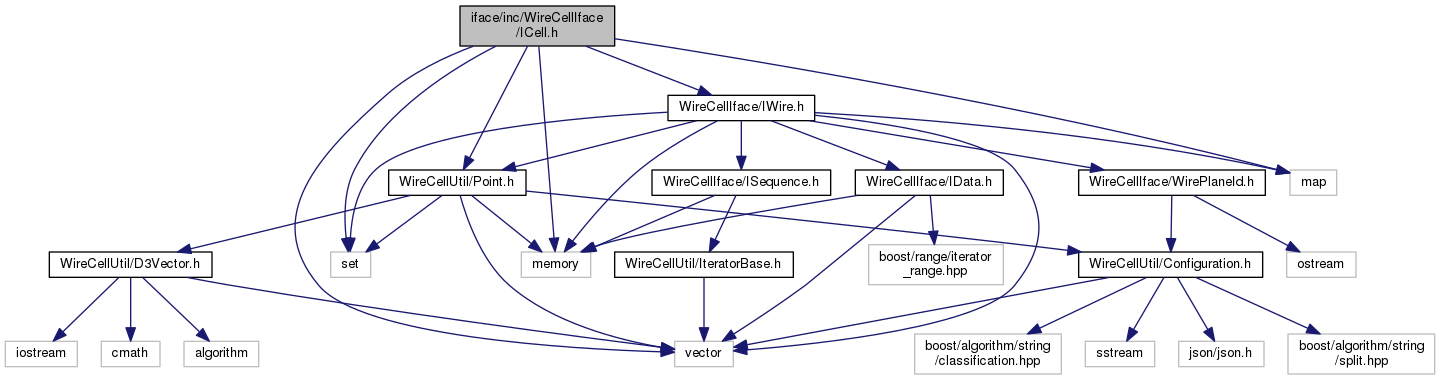 iface/inc/WireCellIface
/ICell.h
WireCellIface/IWire.h
WireCellUtil/Point.h
WireCellIface/ISequence.h
WireCellIface/IData.h
WireCellIface/WirePlaneId.h
map
WireCellUtil/D3Vector.h
set
memory
WireCellUtil/IteratorBase.h
boost/range/iterator
_range.hpp
WireCellUtil/Configuration.h
ostream
iostream
cmath
algorithm
vector
boost/algorithm/string
/classification.hpp
sstream
json/json.h
boost/algorithm/string
/split.hpp